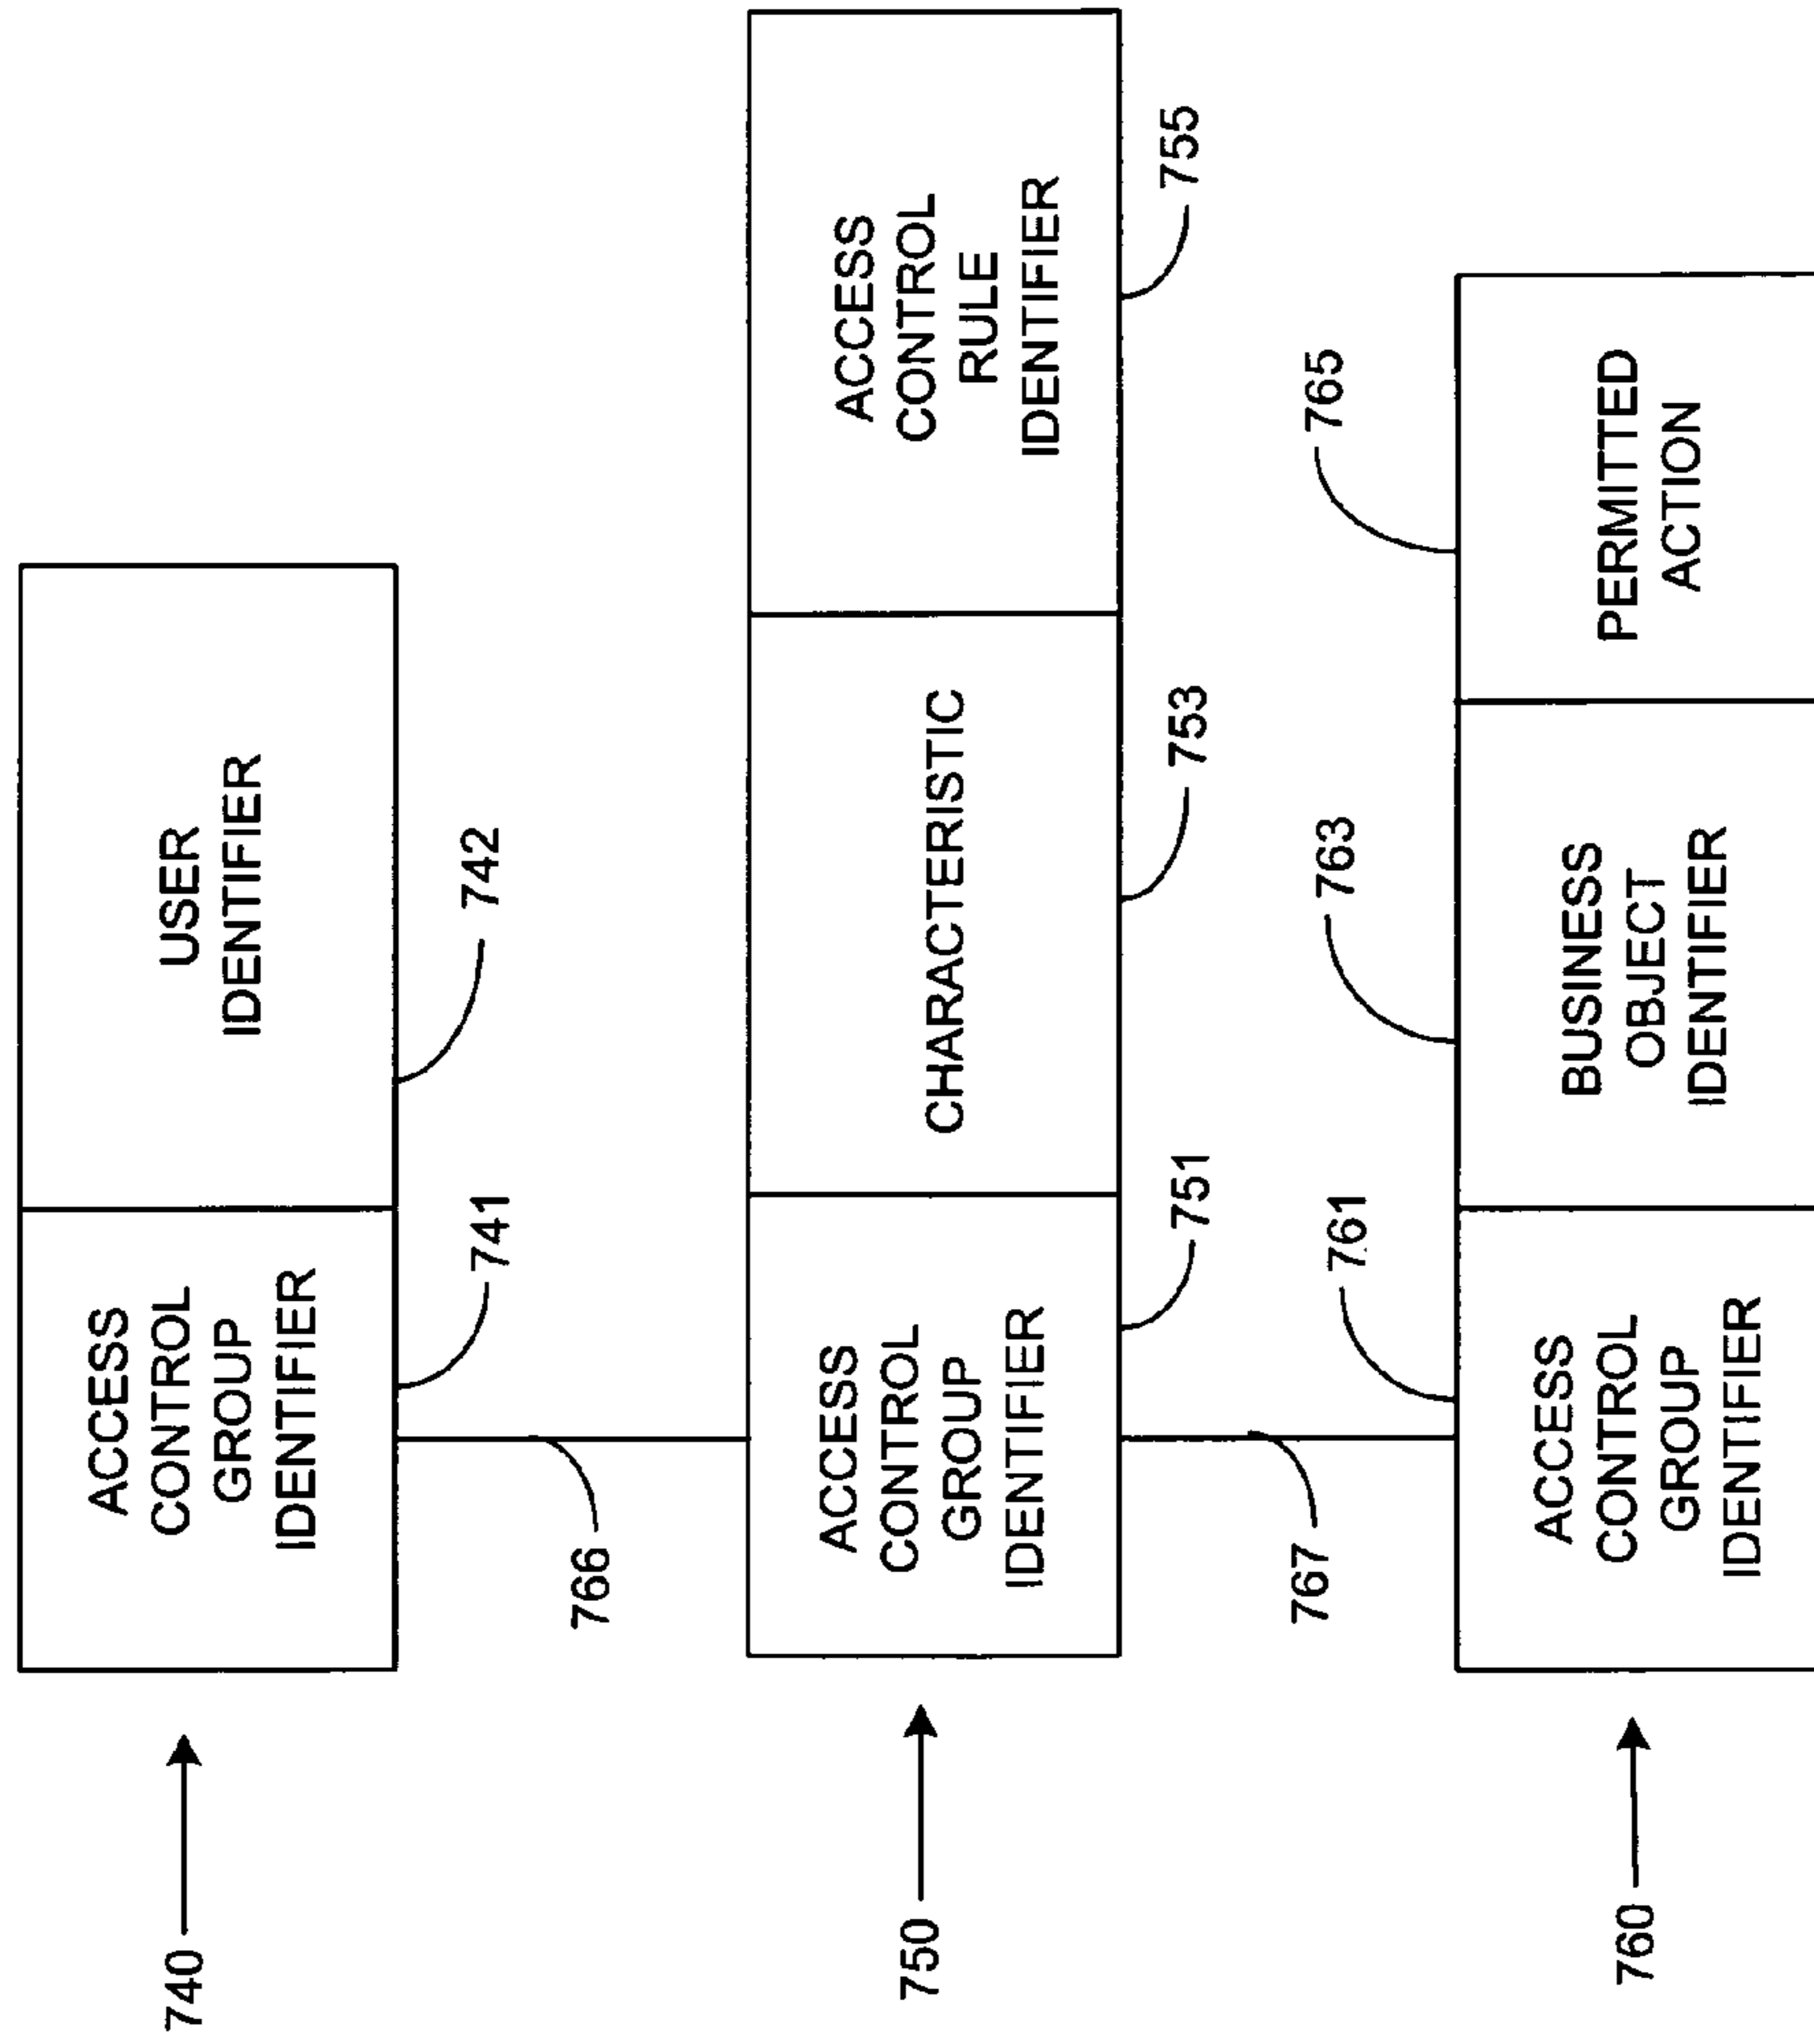 740
ACCESS
CONTROL
GROUP
IDENTIFIER
USER
IDENTIFIER
741
742
766
750
ACCESS
CONTROL
GROUP
IDENTIFIER
CHARACTERISTIC
ACCESS
CONTROL
RULE
IDENTIFIER
751
753
755
767
761
763
765
760
ACCESS
CONTROL
GROUP
IDENTIFIER
BUSINESS
OBJECT
IDENTIFIER
PERMITTED
ACTION